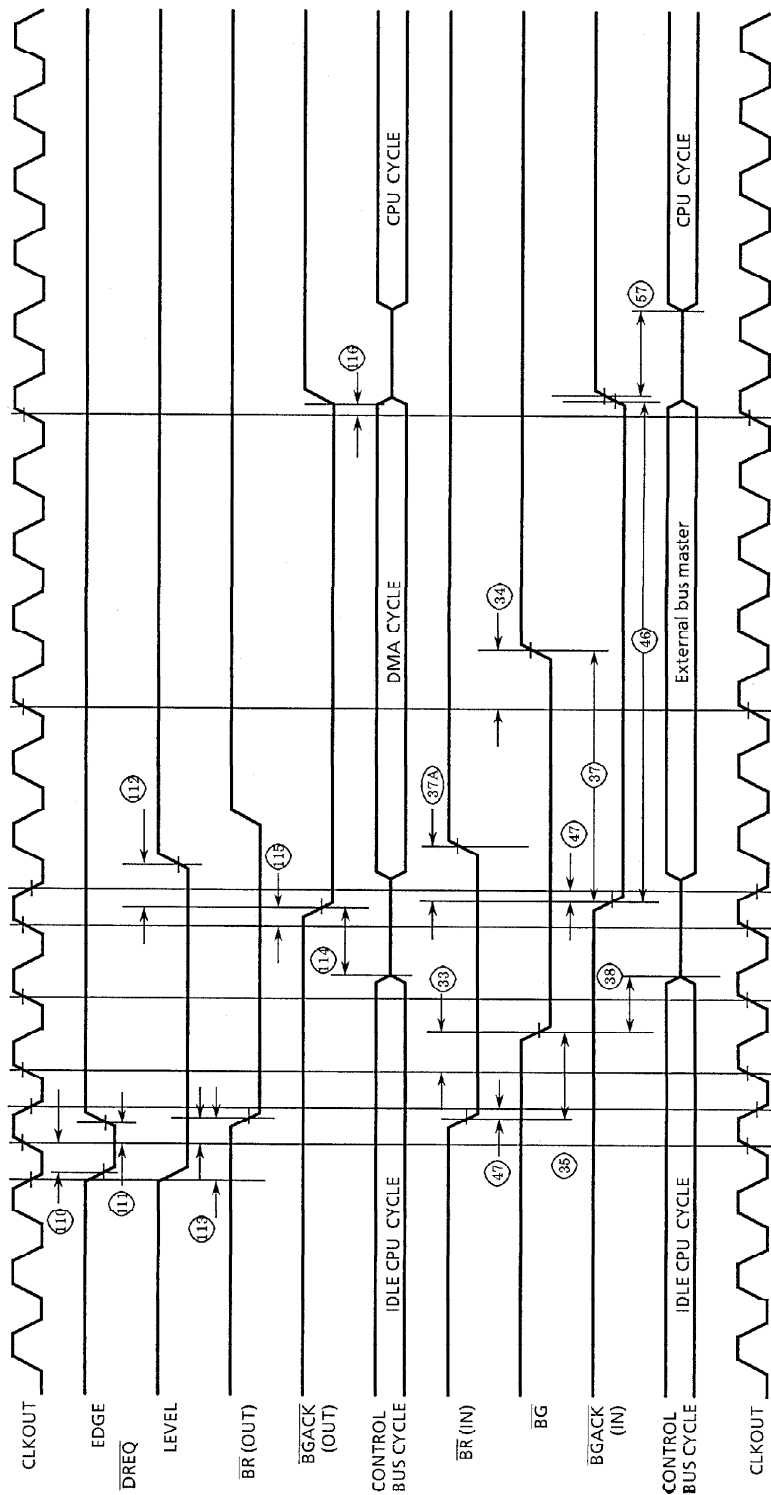 CLKOUT
EDGE
DREQ
LEVEL
BR (OUT)
BGACK
(OUT)
CONTROL
BUS CYCLE
BR (IN)
BG
BGACK
(IN)
CONTROL
BUS CYCLE
CLKOUT
110
111
113
IDLE CPU CYCLE
47
35
IDLE CPU CYCLE
33
38
114
115
112
37A
47
37
34
46
DMA CYCLE
External bus master
116
57
CPU CYCLE
CPU CYCLE